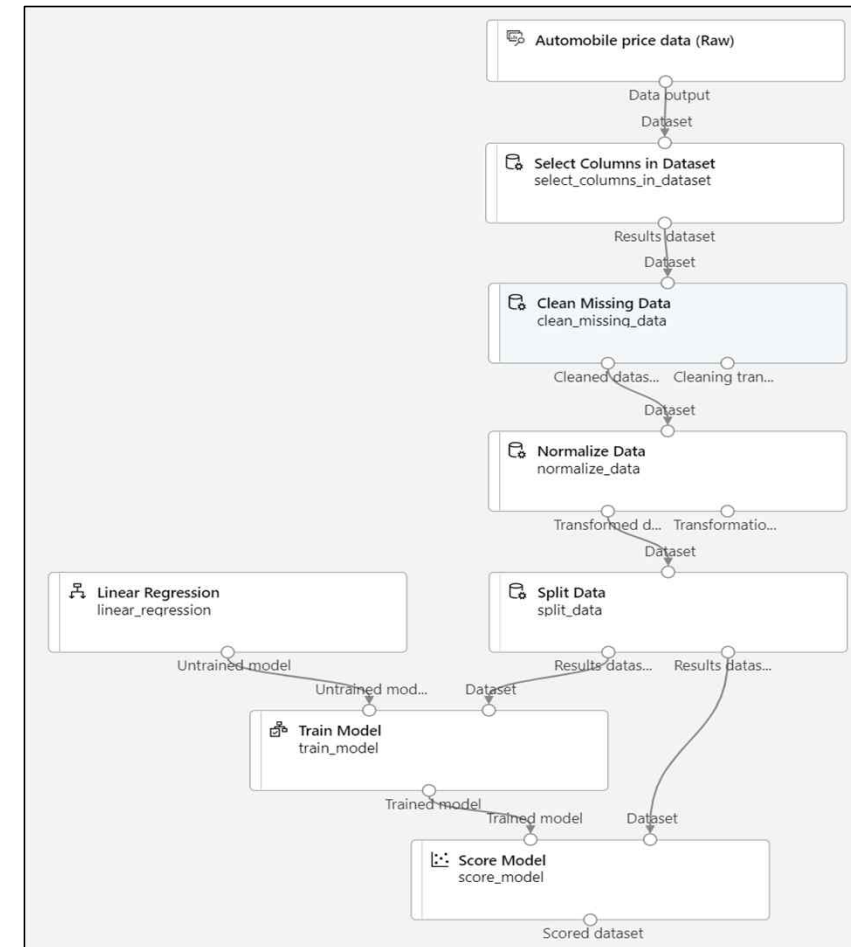 Automobile price data (Raw)
Data output
Dataset
Select Columns in Dataset
select_columns_in_dataset
Results dataset
Dataset
Clean Missing Data
clean_missing_data
Cleaned datas... Cleaning tran...
Dataset
Normalize Data
normalize_data
Transformed d... Transformatio...
Dataset
Linear Regression
linear_regression
Untrained model
Split Data
split_data
Results datas... Results datas...
Untrained mod... Dataset
Train Model
train_model
Trained model
Trained model Dataset
Score Model
score_model
Scored dataset